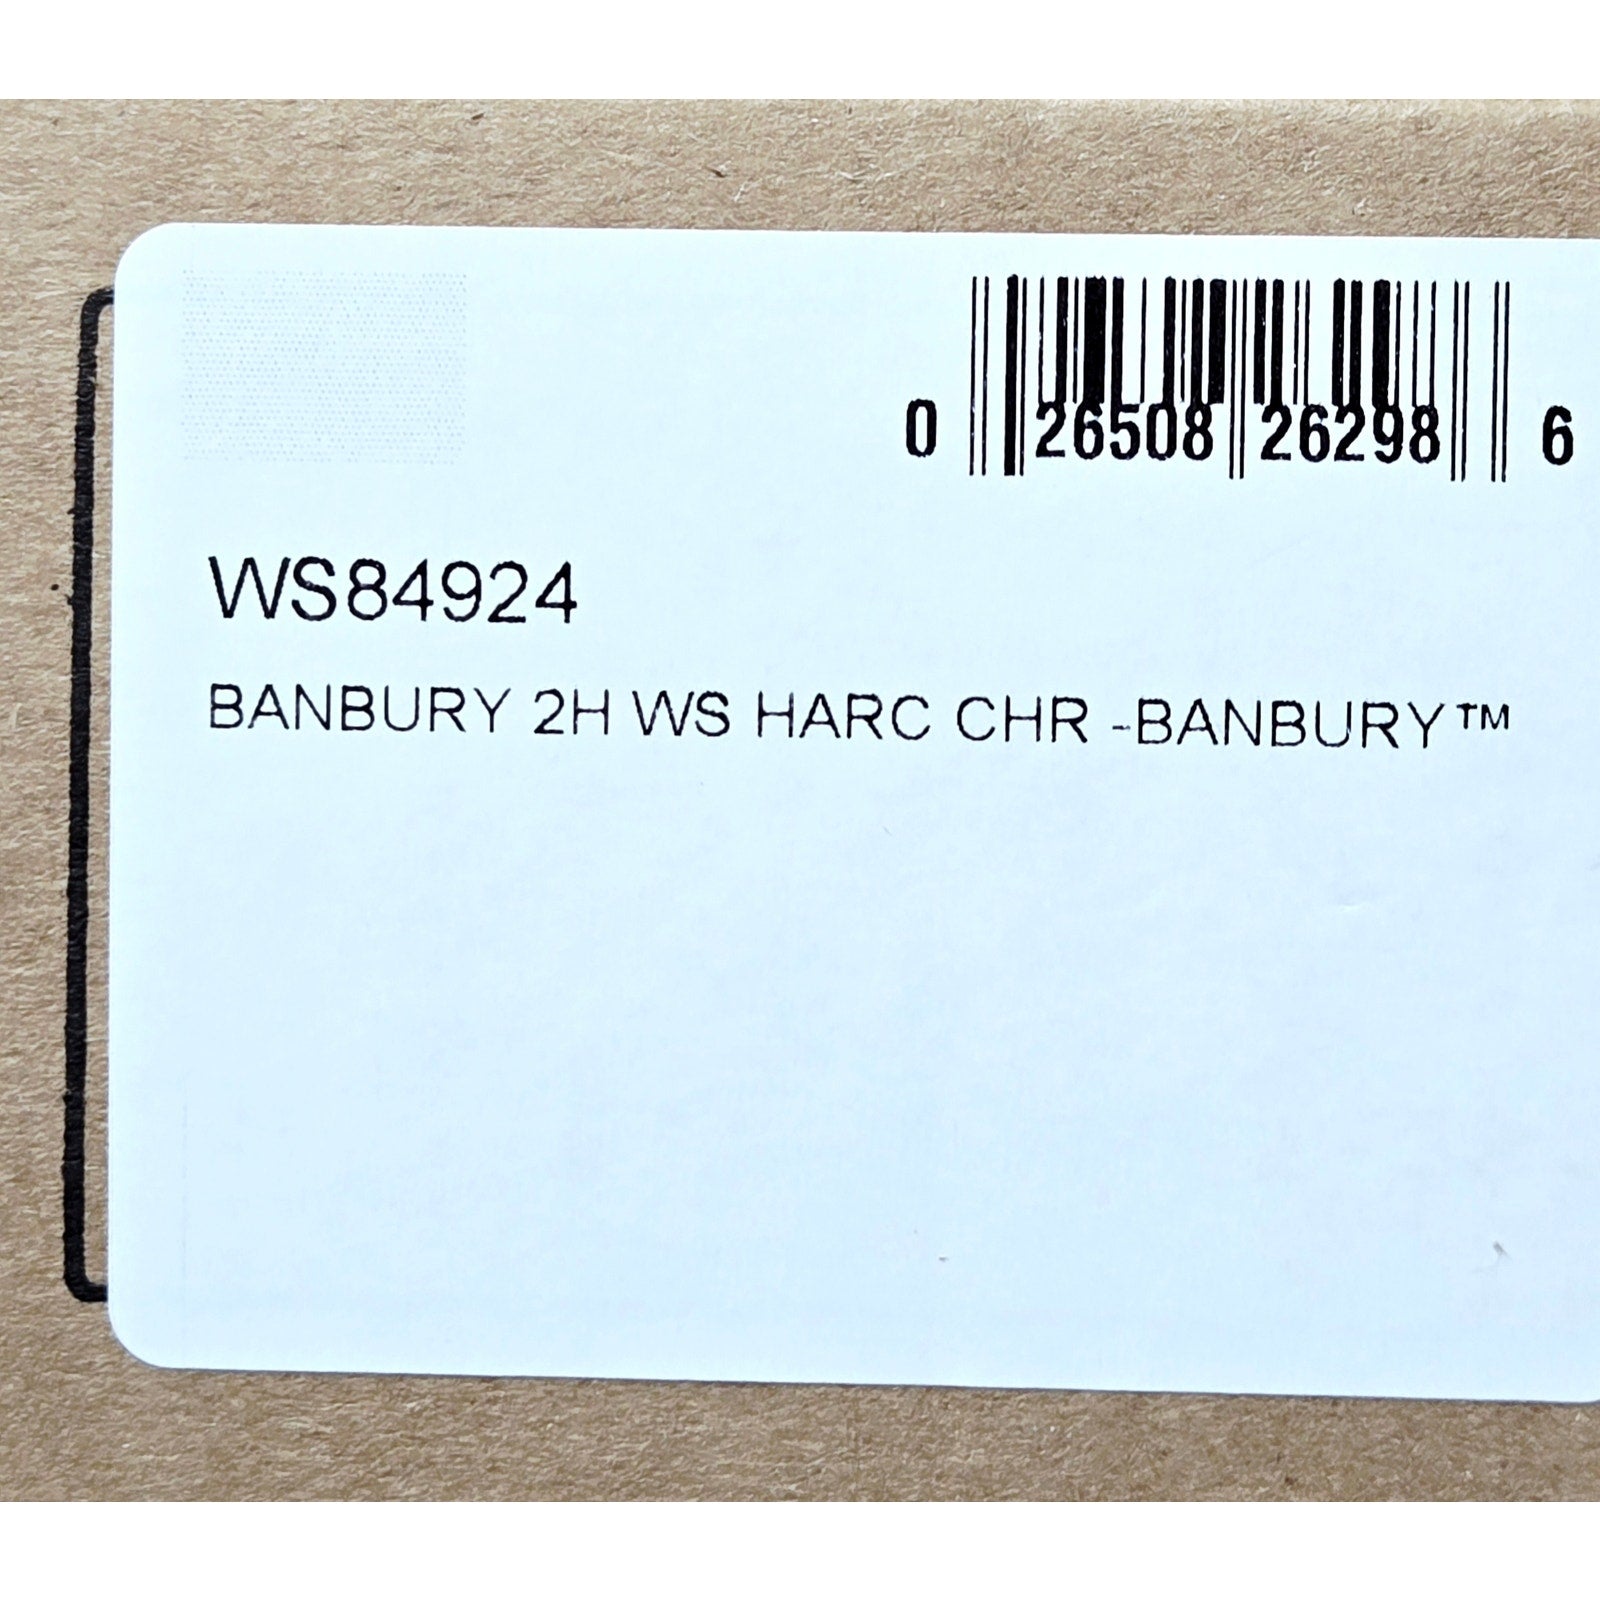 0 26508 26298 6
WS84924
BANBURY 2H WS HARC CHR -BANBURY™